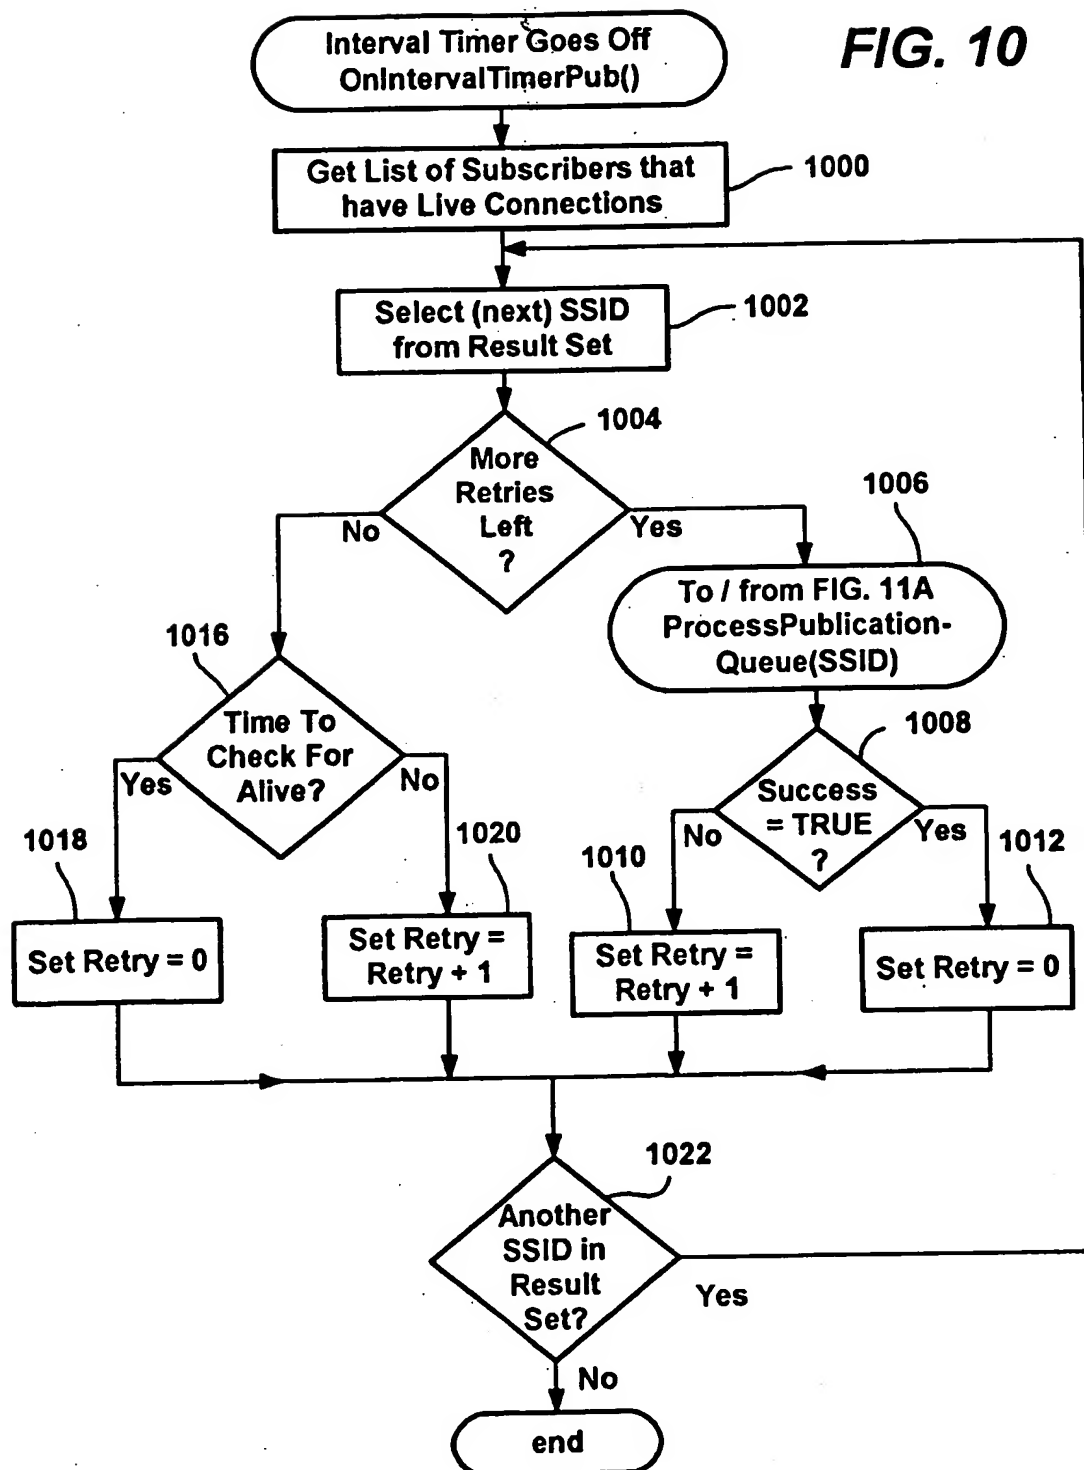 Interval Timer Goes Off
OnIntervalTimerPub()
FIG. 10
Get List of Subscribers that
have Live Connections
1000
Select (next) SSID
from Result Set
1002
1004
More
Retries
Left
?
No
Yes
1006
To / from FIG. 11A
ProcessPublication-
Queue(SSID)
1016
Time To
Check For
Alive?
Yes
No
1008
Success
= TRUE
?
No
Yes
1018
Set Retry = 0
1020
Set Retry =
Retry + 1
1010
Set Retry =
Retry + 1
1012
Set Retry = 0
1022
Another
SSID in
Result
Set?
Yes
No
end